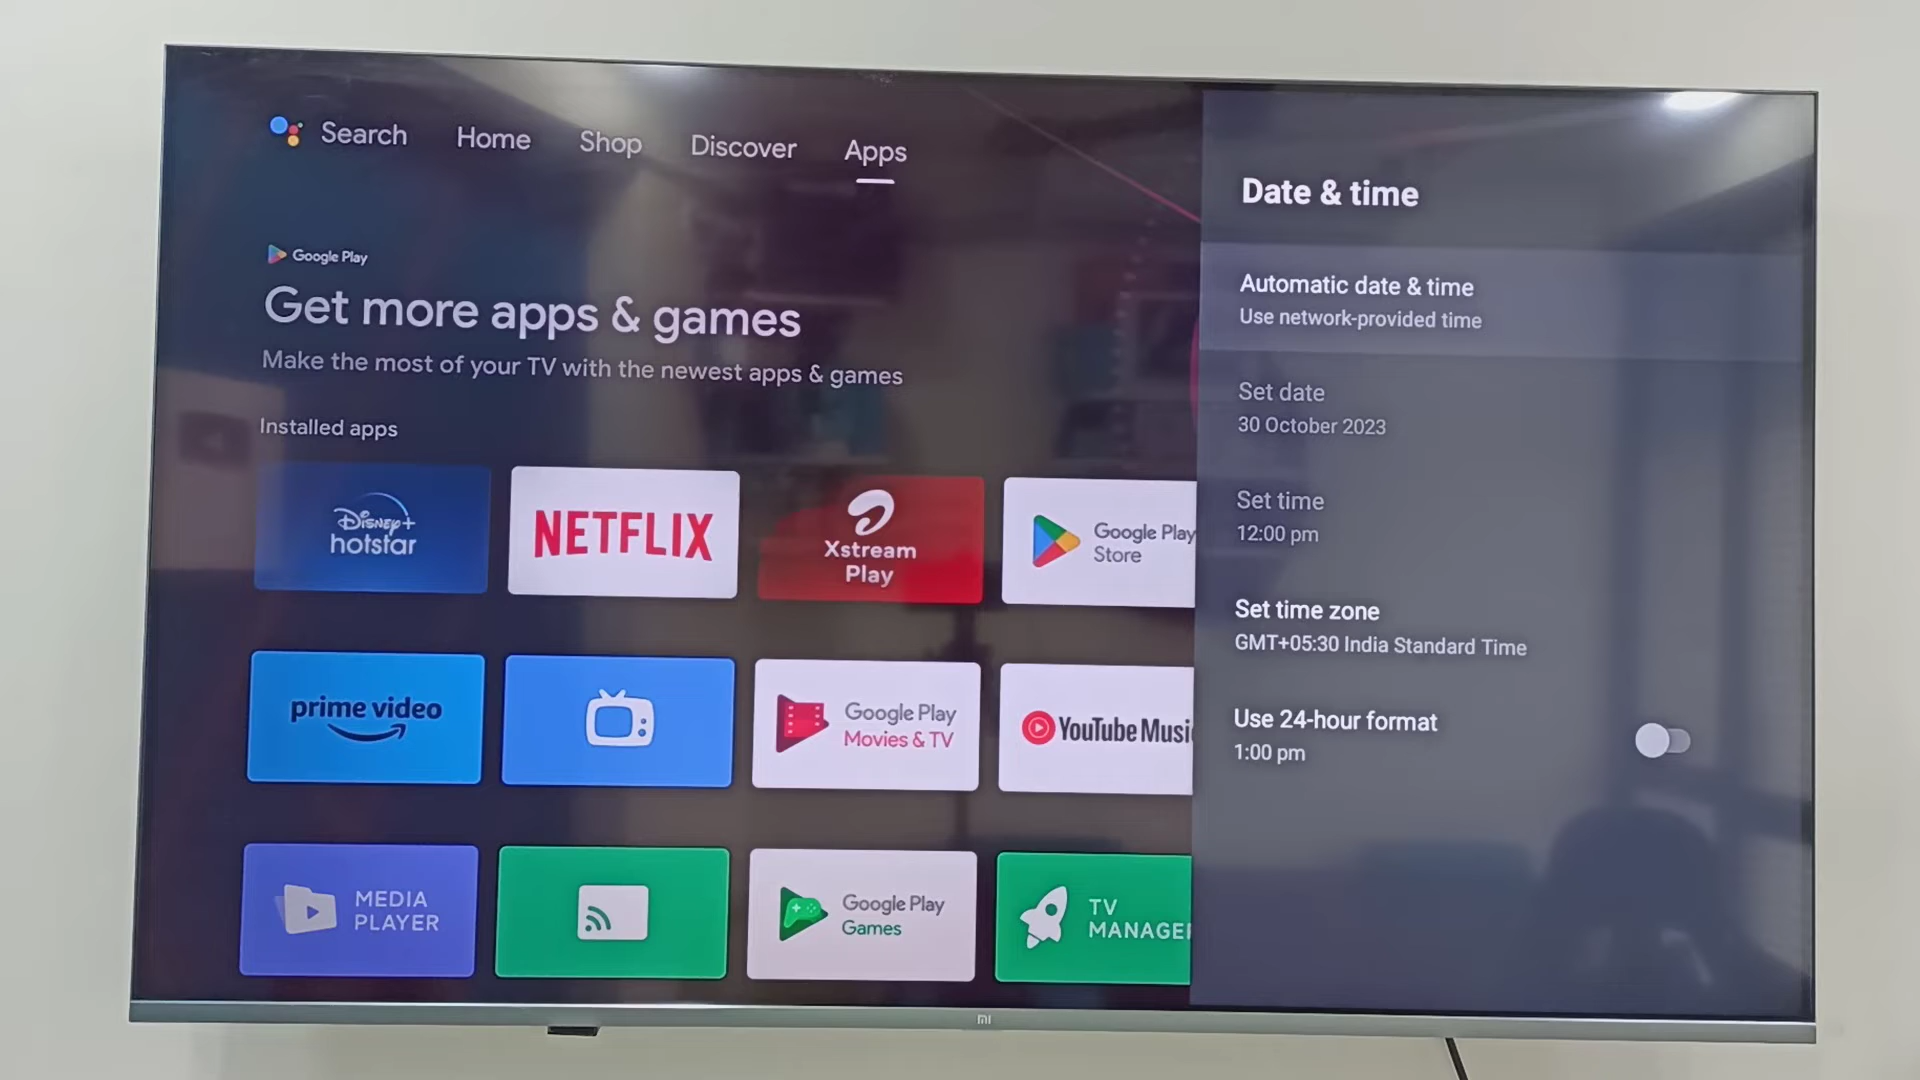 Search Home Shop Discover Apps
Google Play
Get more apps & games
Make the most of your TV with the newest apps & games
Installed apps
Disney+
hotstar
NETFLIX
Xstream
Play
Google Play
Store
prime video
Google Play
Movies & TV
YouTube Musi
MEDIA
PLAYER
Google Play
Games
TV
MANAGER
Date & time
Automatic date & time
Use network-provided time
Set date
30 October 2023
Set time
12:00 pm
Set time zone
GMT+05:30 India Standard Time
Use 24-hour format
1:00 pm
mi